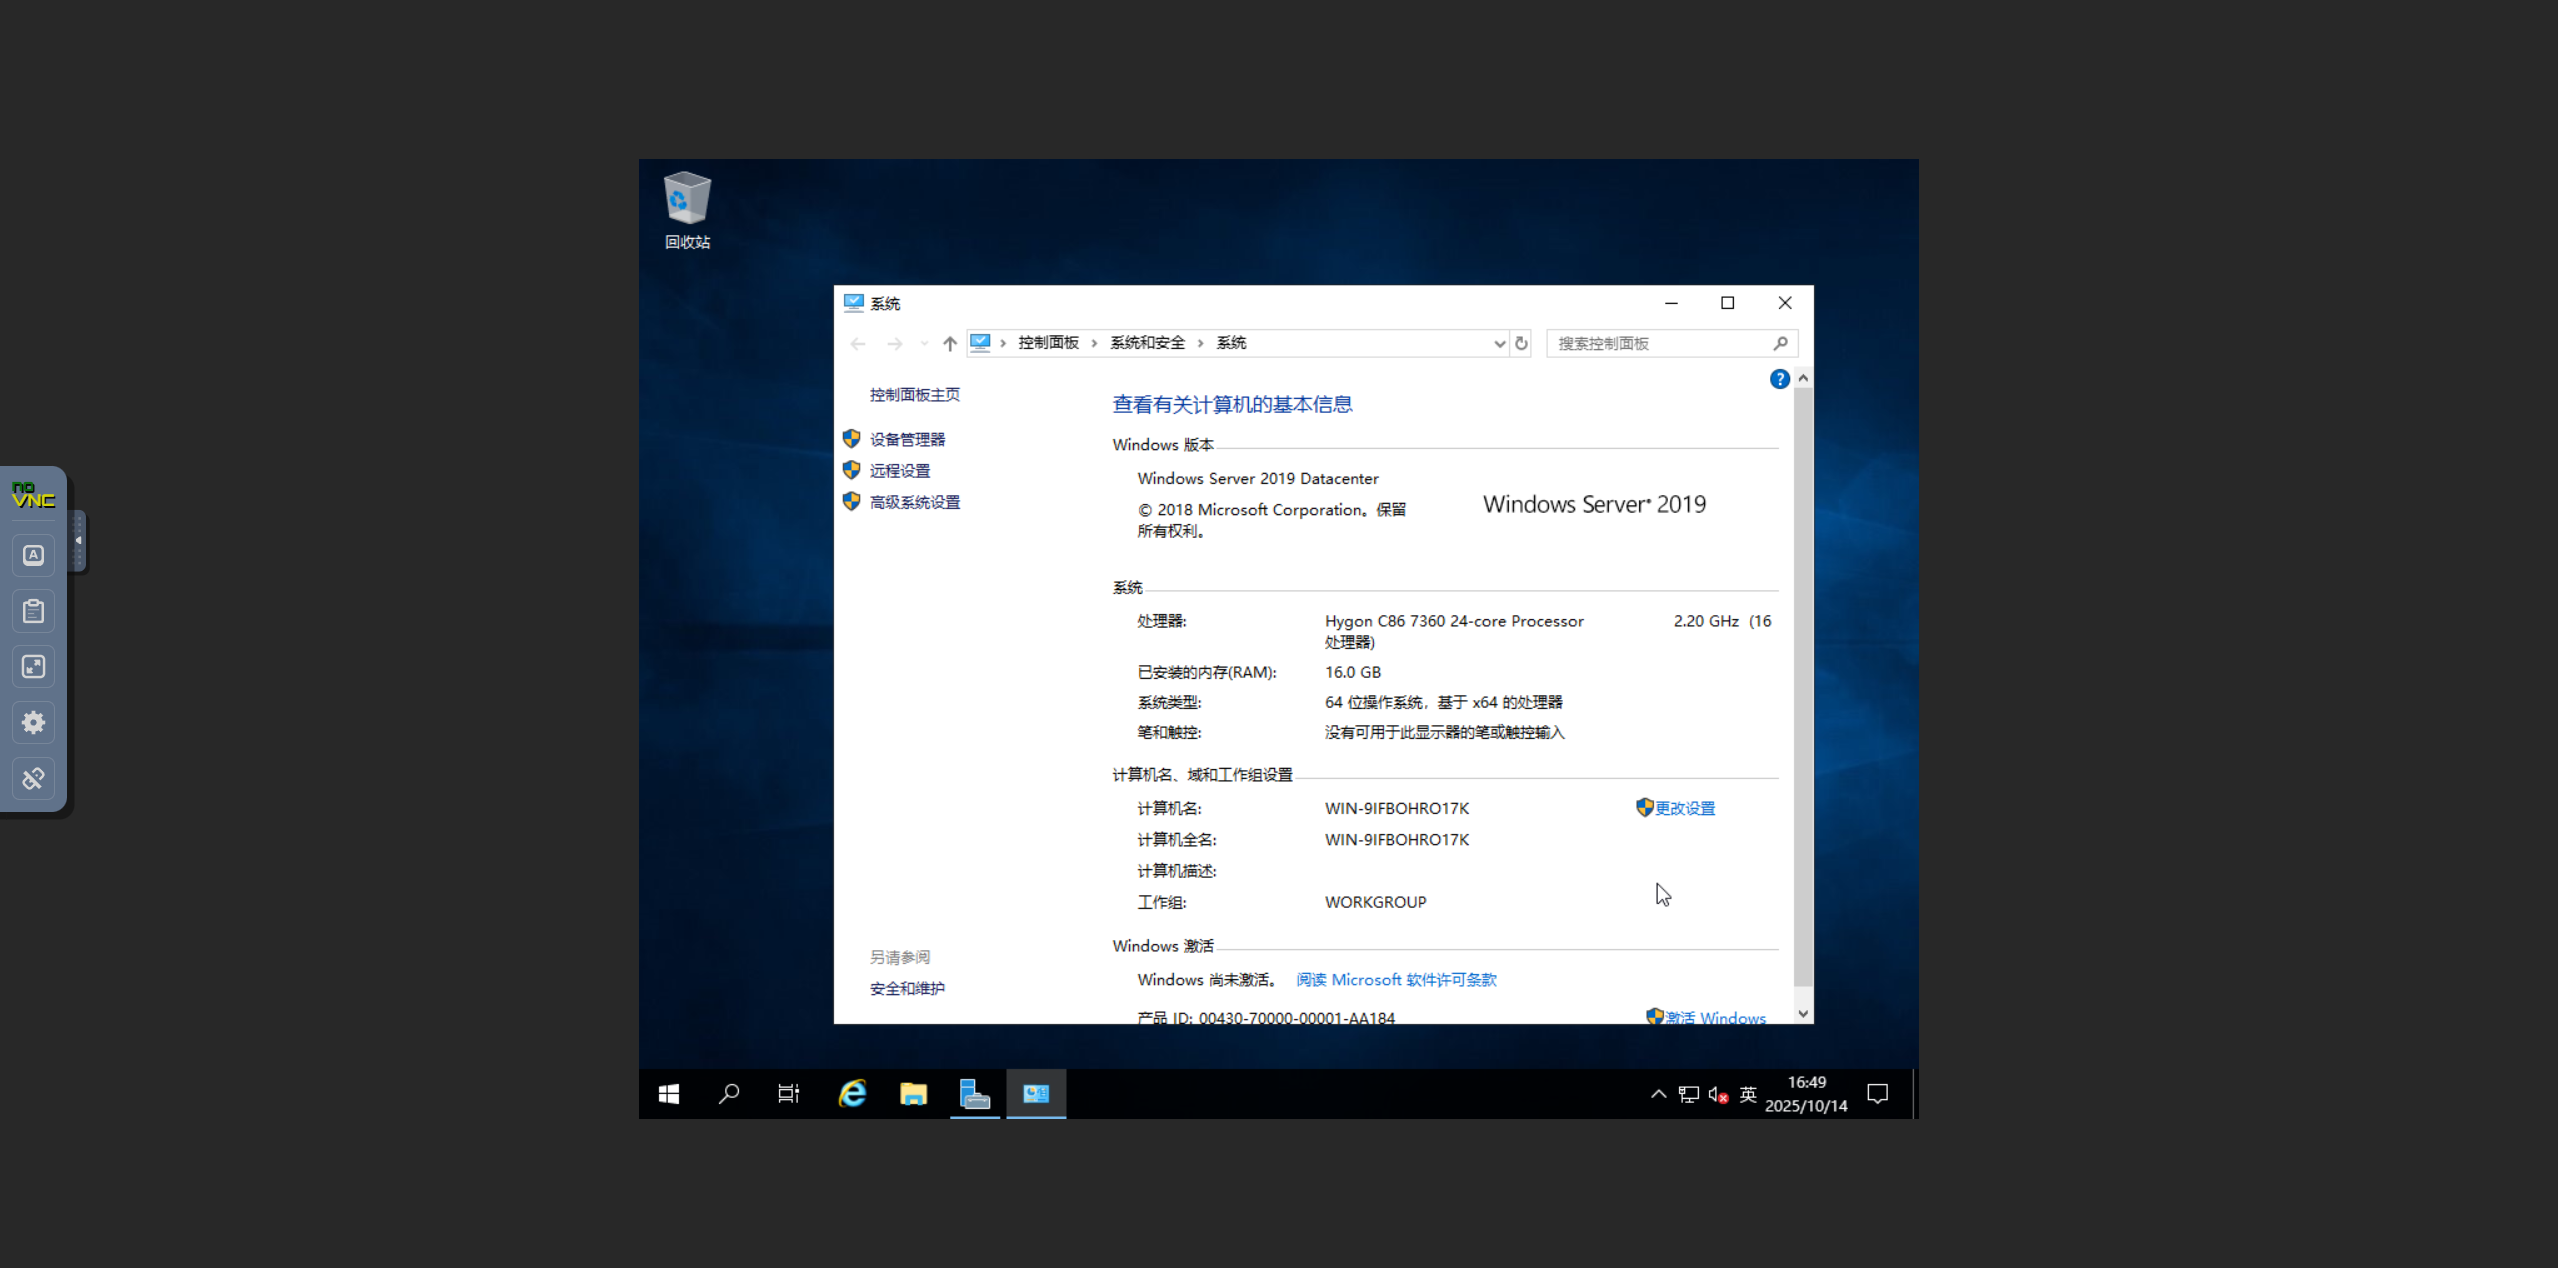 回收站
系统
控制面板 › 系统和安全 › 系统
搜索控制面板
控制面板主页
设备管理器
远程设置
高级系统设置
另请参阅
安全和维护
查看有关计算机的基本信息
Windows 版本
Windows Server 2019 Datacenter
© 2018 Microsoft Corporation。保留
所有权利。
Windows Server® 2019
系统
处理器: Hygon C86 7360 24-core Processor 2.20 GHz (16
处理器)
已安装的内存(RAM): 16.0 GB
系统类型: 64 位操作系统，基于 x64 的处理器
笔和触控: 没有可用于此显示器的笔或触控输入
计算机名、域和工作组设置
计算机名: WIN-9IFBOHRO17K 更改设置
计算机全名: WIN-9IFBOHRO17K
计算机描述:
工作组: WORKGROUP
Windows 激活
Windows 尚未激活。 阅读 Microsoft 软件许可条款
产品 ID: 00430-70000-00001-AA184 激活 Windows
no
VNC
A
英
16:49
2025/10/14